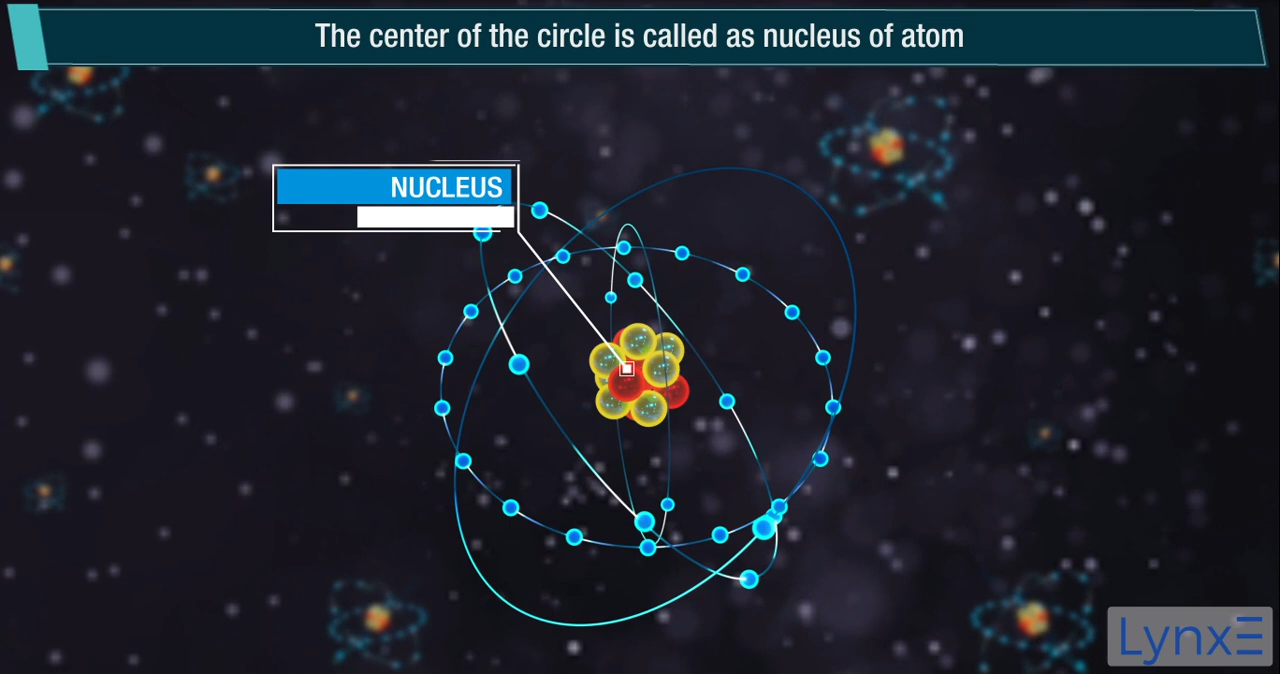 The center of the circle is called as nucleus of atom
NUCLEUS
LynxE